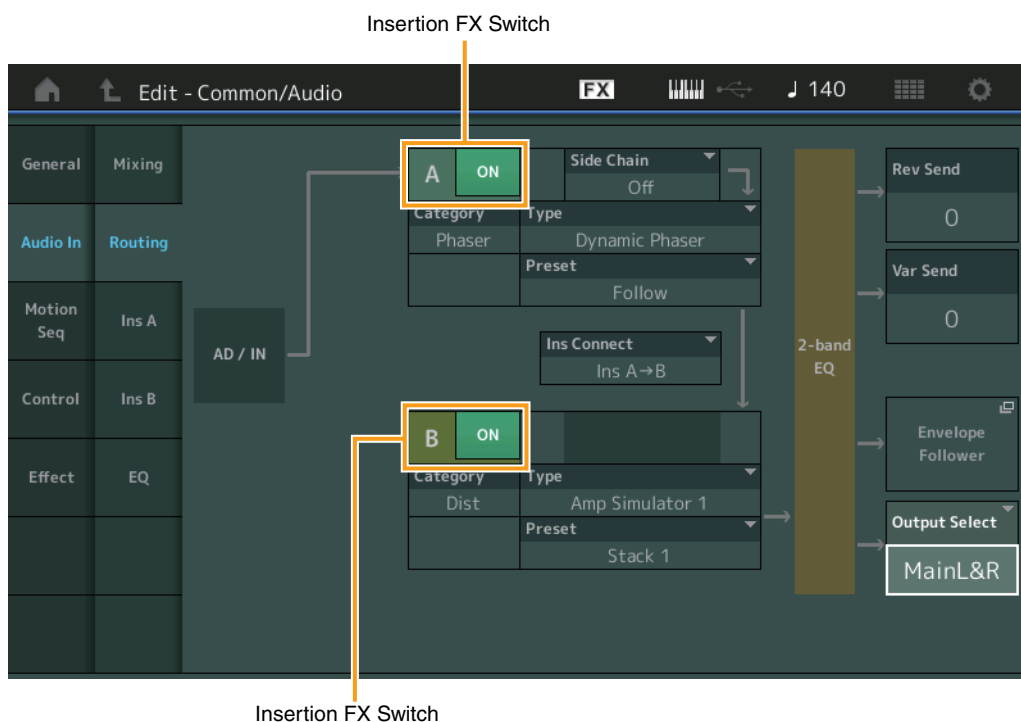 Insertion FX Switch
Edit - Common/Audio
FX
♩ 140
General
Mixing
A
ON
Side Chain
Off
Rev Send
0
Category
Phaser
Type
Dynamic Phaser
Audio In
Routing
Preset
Follow
Var Send
0
Motion
Seq
Ins A
AD / IN
Ins Connect
Ins A→B
2-band
EQ
Control
Ins B
B
ON
Envelope
Follower
Effect
EQ
Category
Dist
Type
Amp Simulator 1
Preset
Stack 1
Output Select
MainL&R
Insertion FX Switch